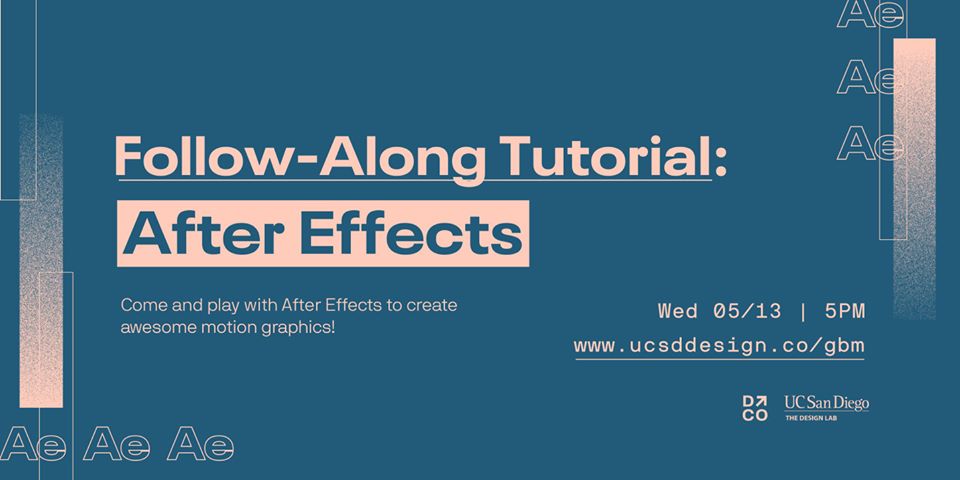 Ae
Ae
Ae
Follow-Along Tutorial:
After Effects
Come and play with After Effects to create
awesome motion graphics!
Wed 05/13 | 5PM
www.ucsddesign.co/gbm
D↗
CO
UC San Diego
THE DESIGN LAB
Ae Ae Ae